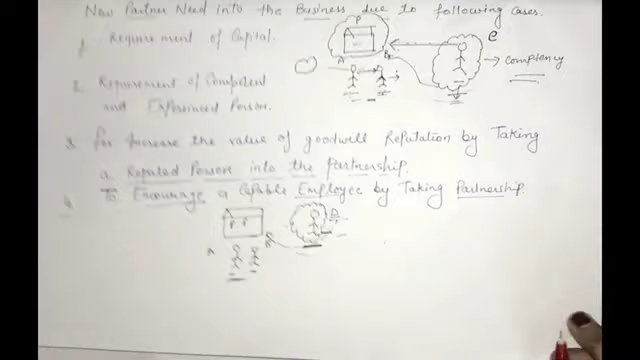 New Partner Need into the Business due to following Cases.
1. Requirement of Capital.
2. Requirement of Competent
and Experienced Person.
3. For Increase the value of goodwill Reputation by Taking
a Reputed Person into the Partnership.
4. To Encourage a Capable Employee by Taking Partnership.
P
A
B
e
→ Competency
P P
A
B